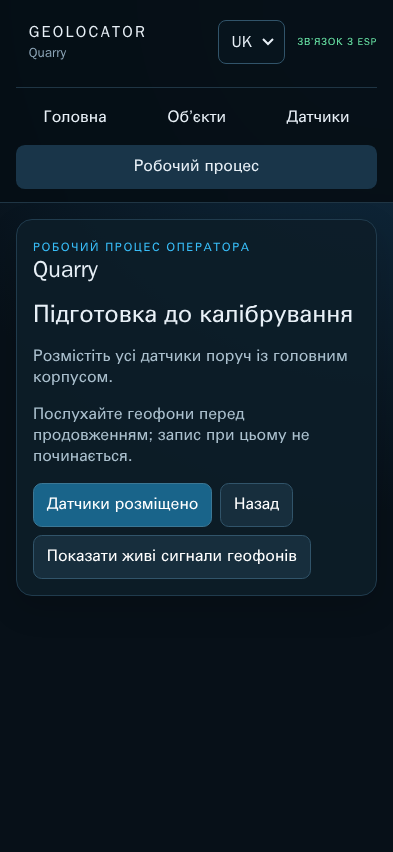 GEOLOCATOR
Quarry
UK
ЗВ'ЯЗОК З ESP
Головна
Об'єкти
Датчики
Робочий процес
РОБОЧИЙ ПРОЦЕС ОПЕРАТОРА
Quarry
Підготовка до калібрування
Розмістіть усі датчики поруч із головним
корпусом.
Послухайте геофони перед
продовженням; запис при цьому не
починається.
Датчики розміщено
Назад
Показати живі сигнали геофонів